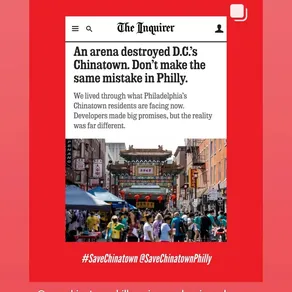 The Inquirer
An arena destroyed D.C.'s
Chinatown. Don't make the
same mistake in Philly.
We lived through what Philadelphia's
Chinatown residents are facing now.
Developers made big promises, but the reality
was far different.
#SaveChinatown @SaveChinatownPhilly